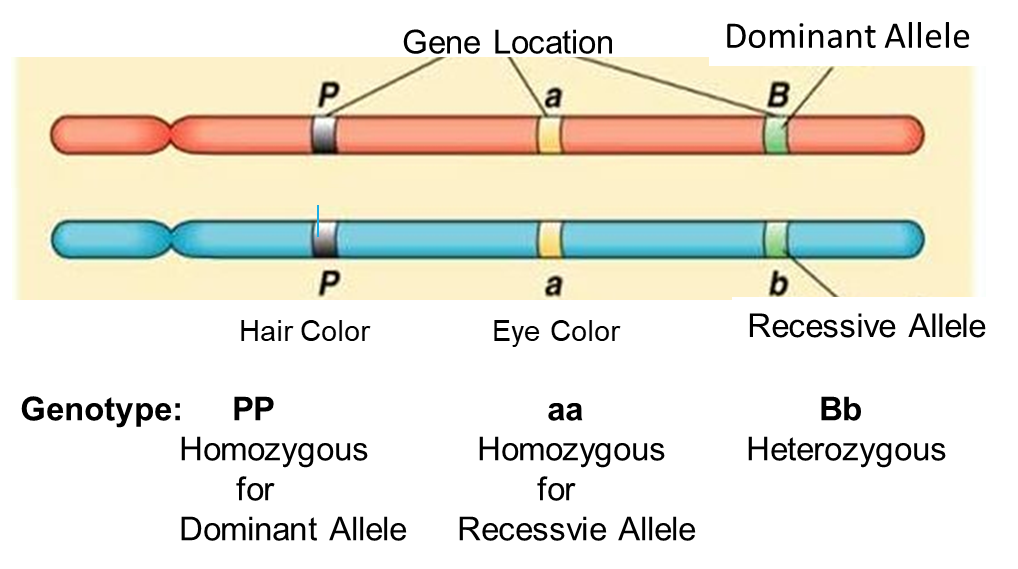 Gene Location
Dominant Allele
P a B
P a b
Hair Color
Eye Color
Recessive Allele
Genotype: PP aa Bb
Homozygous
for
Dominant Allele
Homozygous
for
Recessvie Allele
Heterozygous